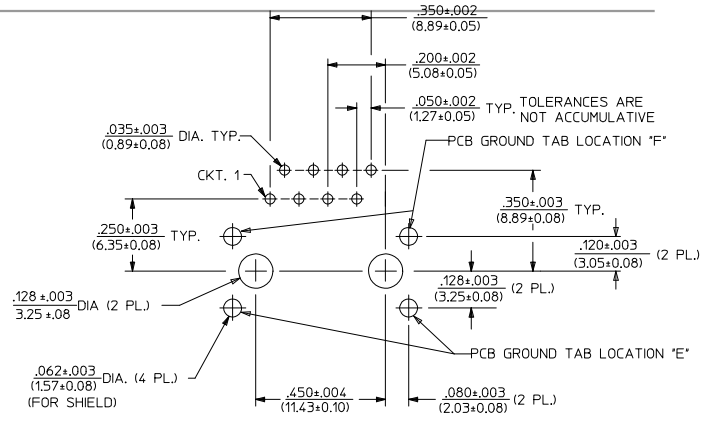 .350±.002
(8.89±0.05)
.200±.002
(5.08±0.05)
.050±.002
(1.27±0.05) TYP. TOLERANCES ARE
NOT ACCUMULATIVE
.035±.003
(0.89±0.08) DIA. TYP.
PCB GROUND TAB LOCATION "F"
CKT. 1
.350±.003
(8.89±0.08) TYP.
.250±.003
(6.35±0.08) TYP.
.120±.003
(3.05±0.08) (2 PL.)
.128±.003
(3.25±0.08) (2 PL.)
.128±.003
3.25±.08 DIA (2 PL.)
PCB GROUND TAB LOCATION "E"
.062±.003
(1.57±0.08) DIA. (4 PL.)
(FOR SHIELD)
.450±.004
(11.43±0.10)
.080±.003
(2.03±0.08) (2 PL.)